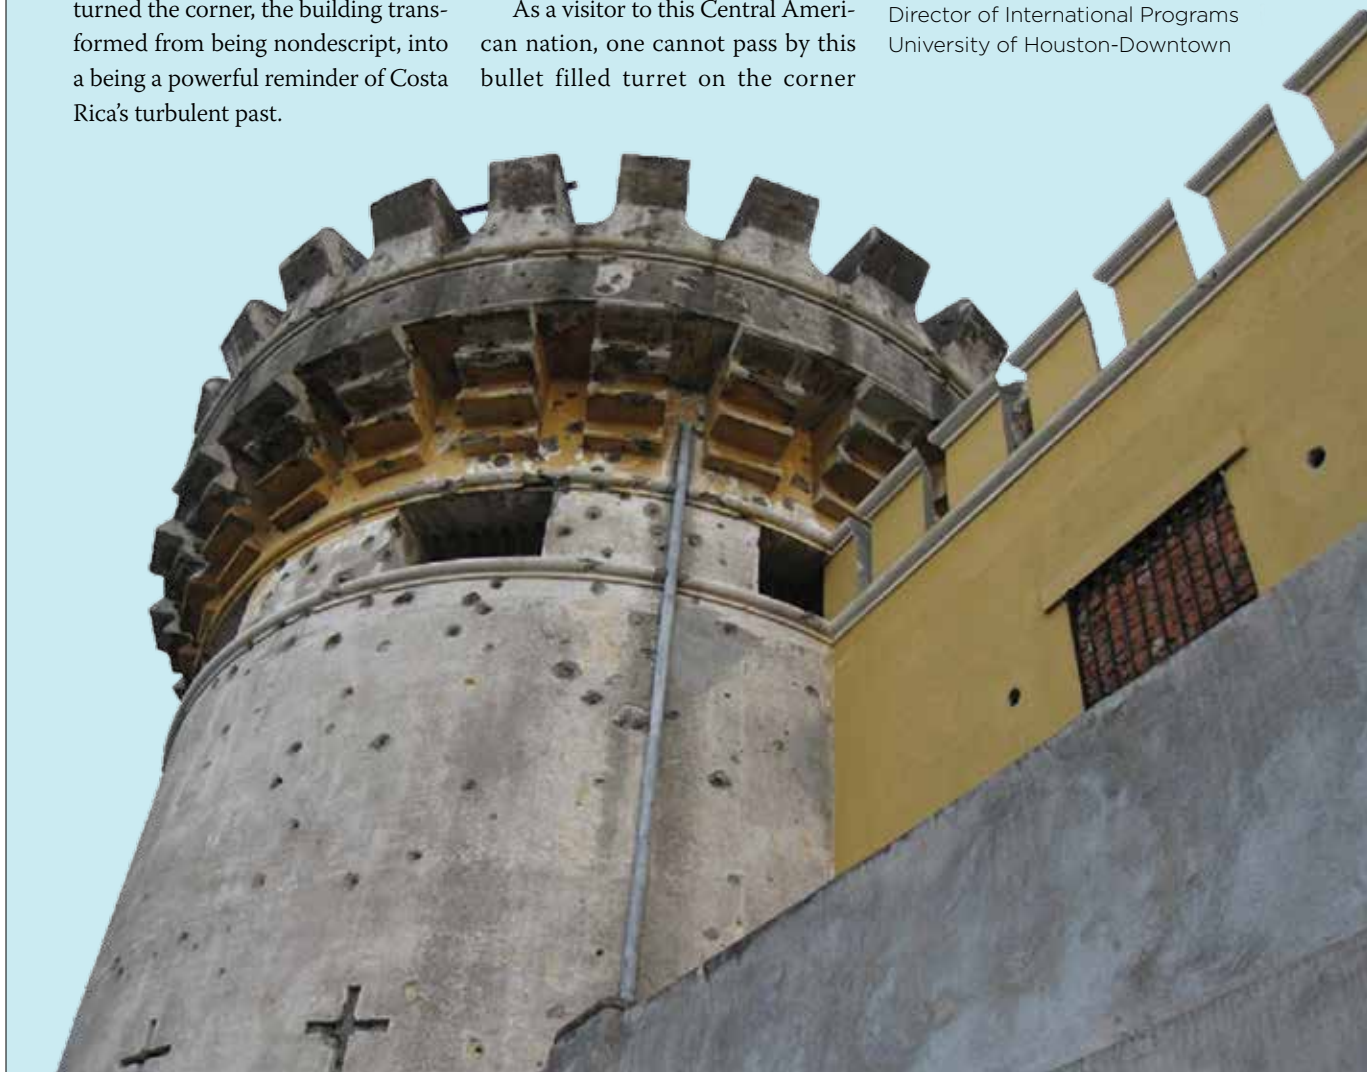 turned the corner, the building trans-
formed from being nondescript, into
a being a powerful reminder of Costa
Rica's turbulent past.
As a visitor to this Central Ameri-
can nation, one cannot pass by this
bullet filled turret on the corner
Director of International Programs
University of Houston-Downtown